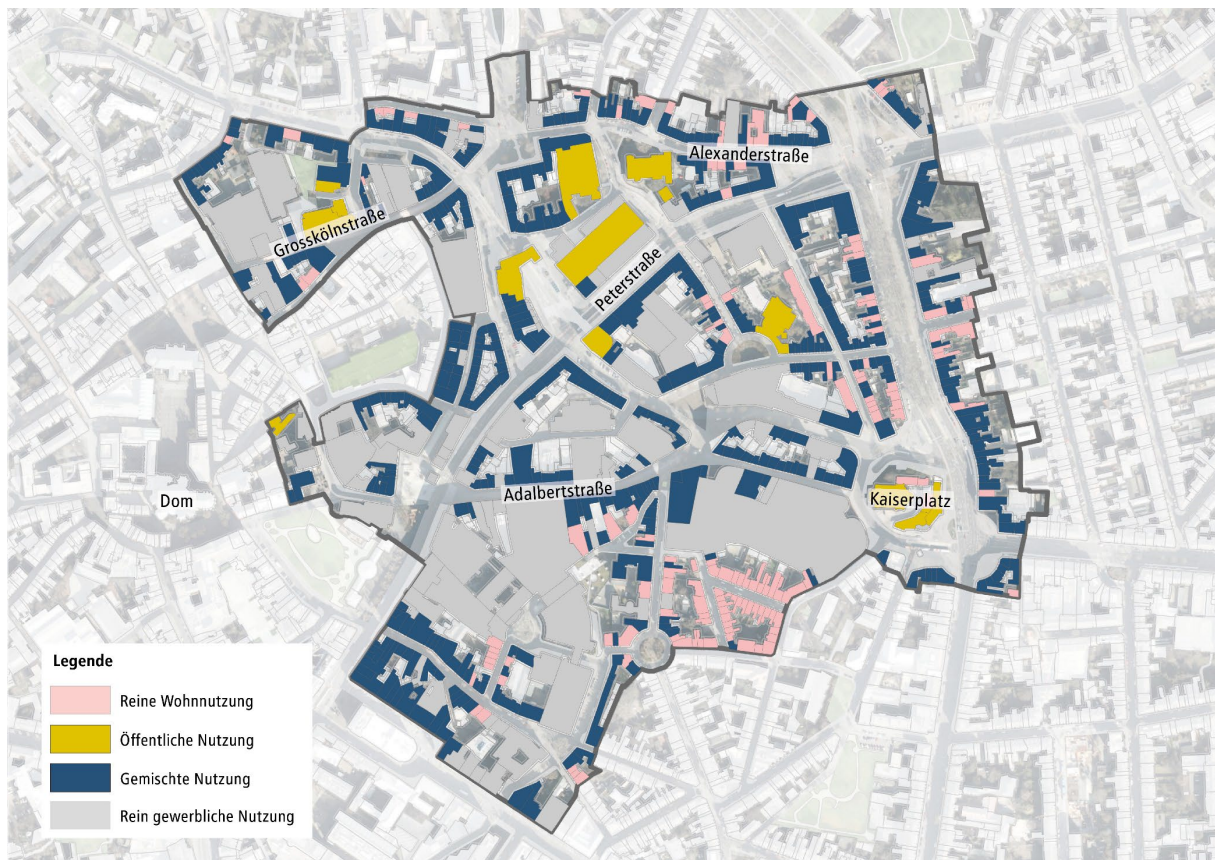 Alexanderstraße
Grosskölnstraße
Peterstraße
Adalbertstraße
Kaiserplatz
Dom
Legende
Reine Wohnnutzung
Öffentliche Nutzung
Gemischte Nutzung
Rein gewerbliche Nutzung